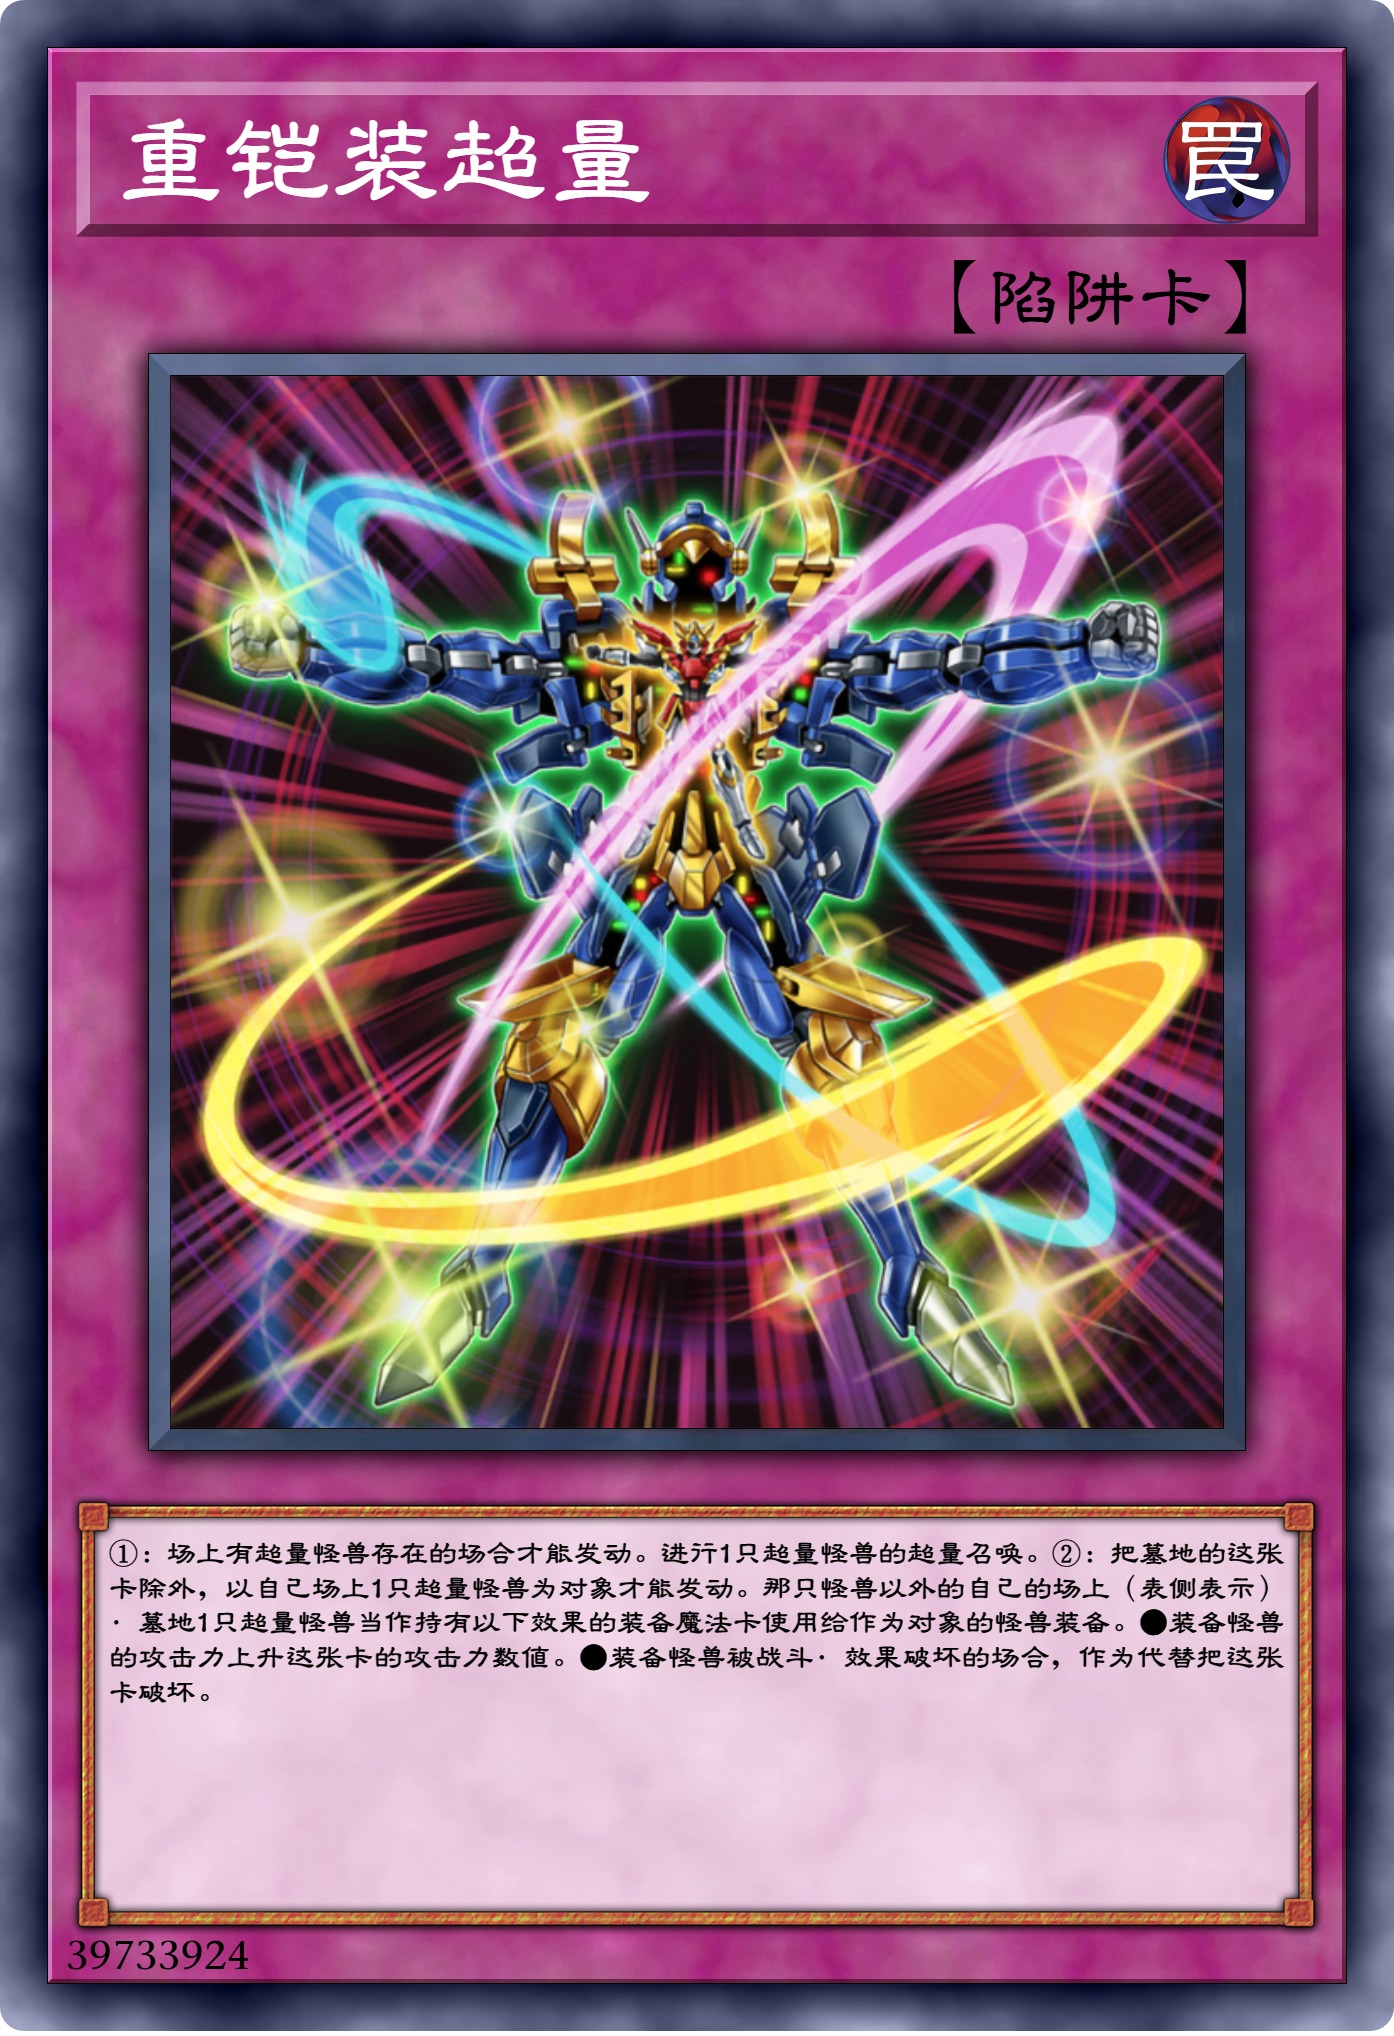 重铠装超量
罠
【陷阱卡】
①：场上有超量怪兽存在的场合才能发动。进行1只超量怪兽的超量召唤。②：把墓地的这张
卡除外，以自己场上1只超量怪兽为对象才能发动。那只怪兽以外的自己的场上（表侧表示）
·墓地1只超量怪兽当作持有以下效果的装备魔法卡使用给作为对象的怪兽装备。●装备怪兽
的攻击力上升这张卡的攻击力数值。●装备怪兽被战斗·效果破坏的场合，作为代替把这张
卡破坏。
39733924